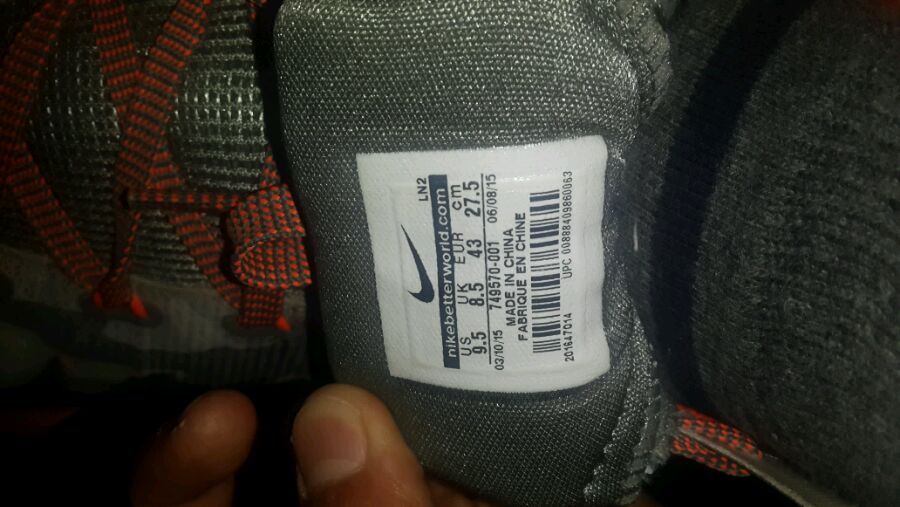 LN2
nikebetterworld.com
US UK EUR cm
9.5 8.5 43 27.5
03/10/15 749570-001 06/08/15
MADE IN CHINA
FABRIQUE EN CHINE
201647014 UPC 00888409860063